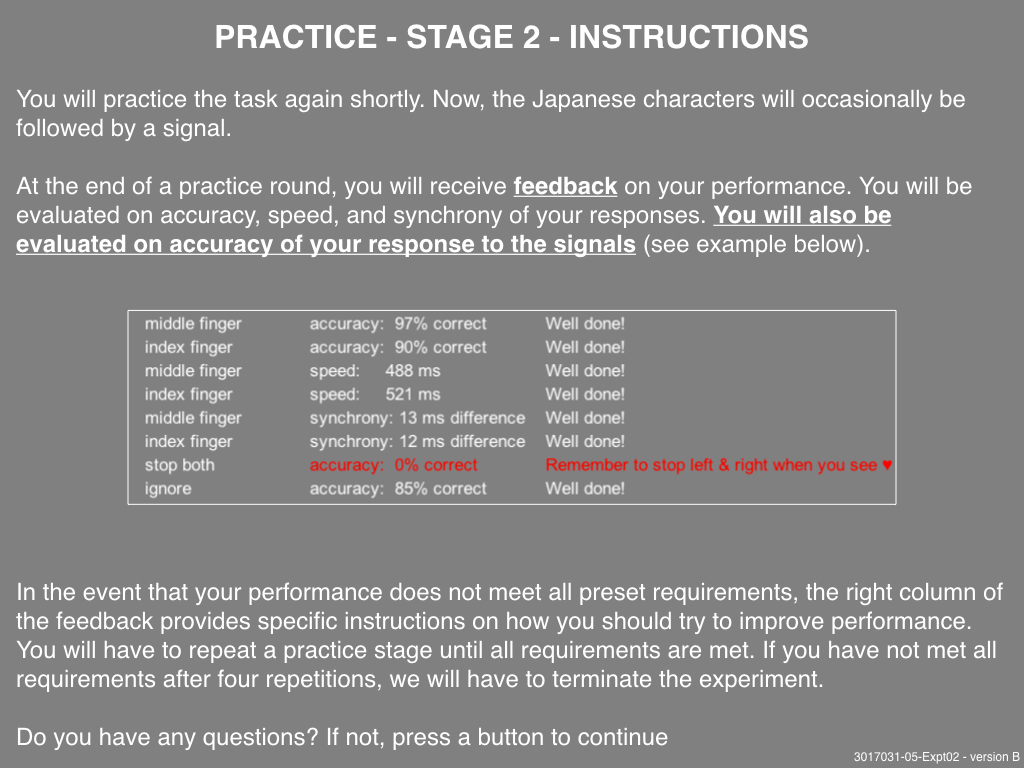 PRACTICE - STAGE 2 - INSTRUCTIONS
You will practice the task again shortly. Now, the Japanese characters will occasionally be
followed by a signal.
At the end of a practice round, you will receive feedback on your performance. You will be
evaluated on accuracy, speed, and synchrony of your responses. You will also be
evaluated on accuracy of your response to the signals (see example below).
middle finger accuracy: 97% correct Well done!
index finger accuracy: 90% correct Well done!
middle finger speed: 488 ms Well done!
index finger speed: 521 ms Well done!
middle finger synchrony: 13 ms difference Well done!
index finger synchrony: 12 ms difference Well done!
stop both accuracy: 0% correct Remember to stop left & right when you see ♥
ignore accuracy: 85% correct Well done!
In the event that your performance does not meet all preset requirements, the right column of
the feedback provides specific instructions on how you should try to improve performance.
You will have to repeat a practice stage until all requirements are met. If you have not met all
requirements after four repetitions, we will have to terminate the experiment.
Do you have any questions? If not, press a button to continue
3017031-05-Expt02 - version B